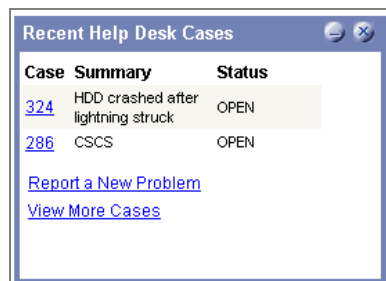 Recent Help Desk Cases
Case Summary Status
324 HDD crashed after lightning struck OPEN
286 CSCS OPEN
Report a New Problem
View More Cases